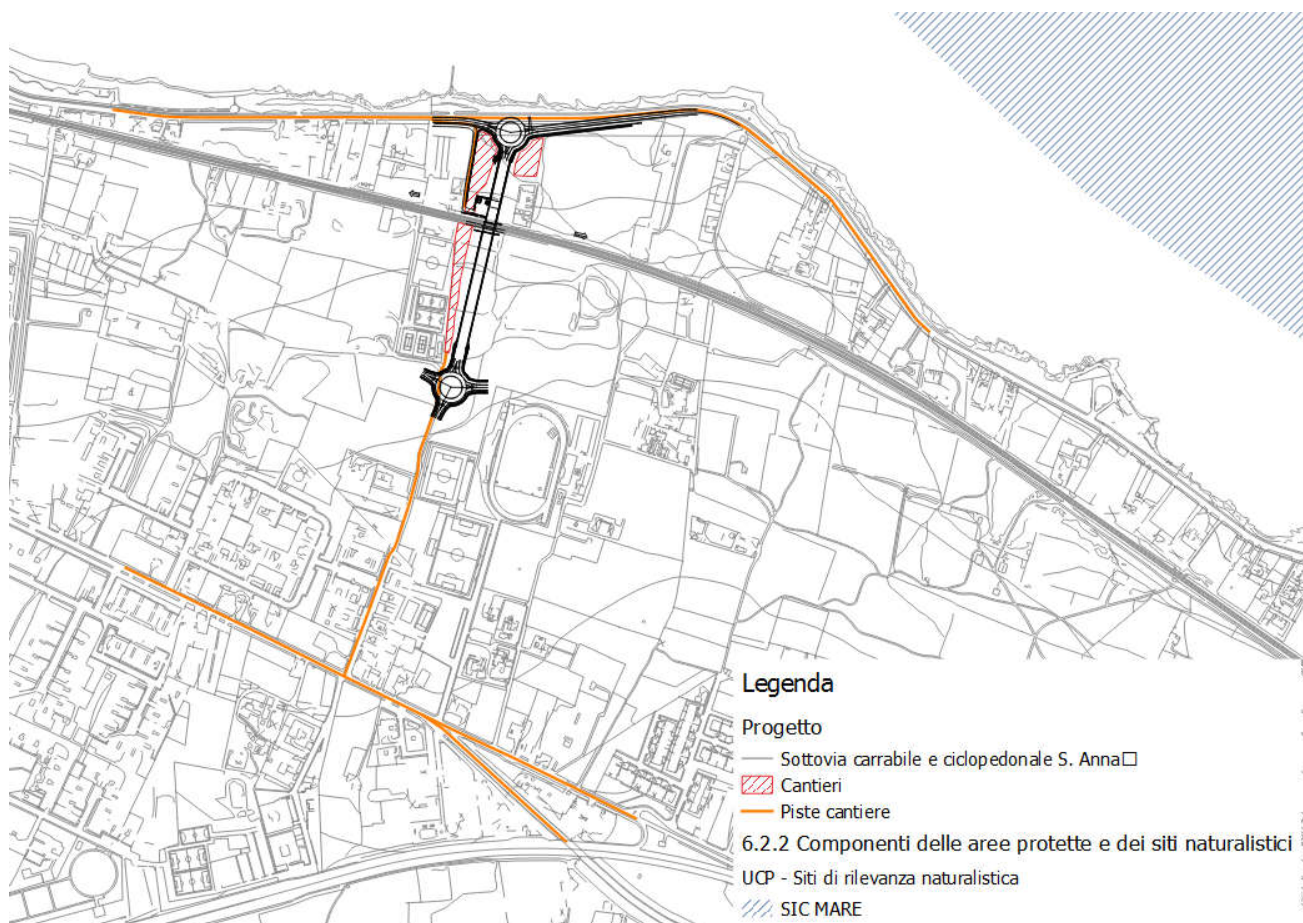 Legenda
Progetto
Sottovia carrabile e ciclopedonale S. Anna□
Cantieri
Piste cantiere
6.2.2 Componenti delle aree protette e dei siti naturalistici
UCP - Siti di rilevanza naturalistica
SIC MARE